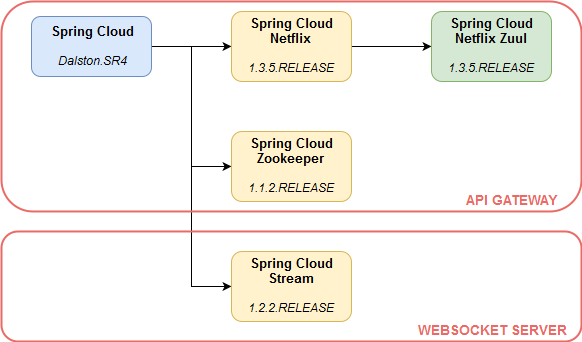 Spring Cloud
Dalston.SR4
Spring Cloud
Netflix
1.3.5.RELEASE
Spring Cloud
Netflix Zuul
1.3.5.RELEASE
Spring Cloud
Zookeeper
1.1.2.RELEASE
API GATEWAY
Spring Cloud
Stream
1.2.2.RELEASE
WEBSOCKET SERVER